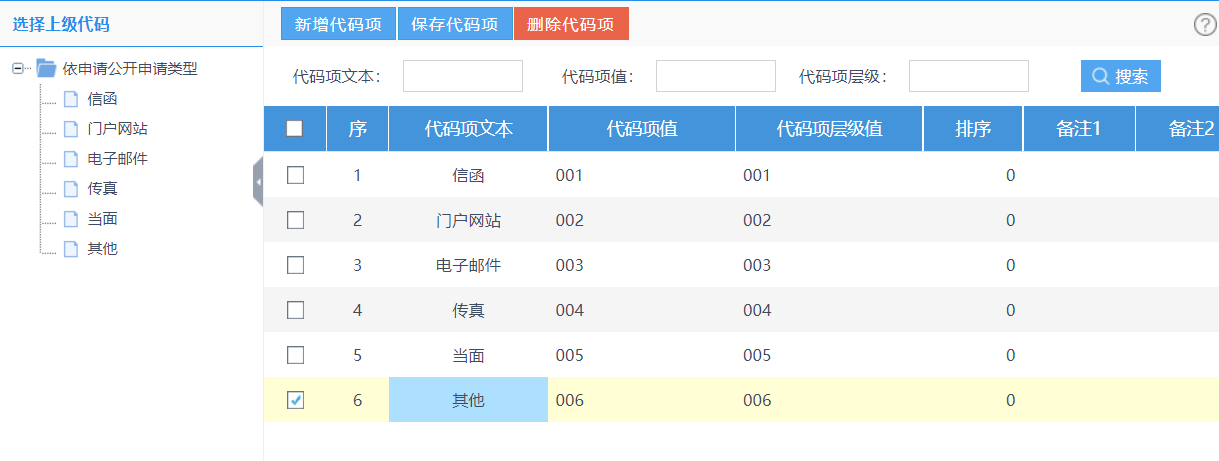 选择上级代码
依申请公开申请类型
信函
门户网站
电子邮件
传真
当面
其他
新增代码项 保存代码项 删除代码项
代码项文本： 代码项值： 代码项层级： 搜索
序 代码项文本 代码项值 代码项层级值 排序 备注1 备注2
1 信函 001 001 0
2 门户网站 002 002 0
3 电子邮件 003 003 0
4 传真 004 004 0
5 当面 005 005 0
6 其他 006 006 0